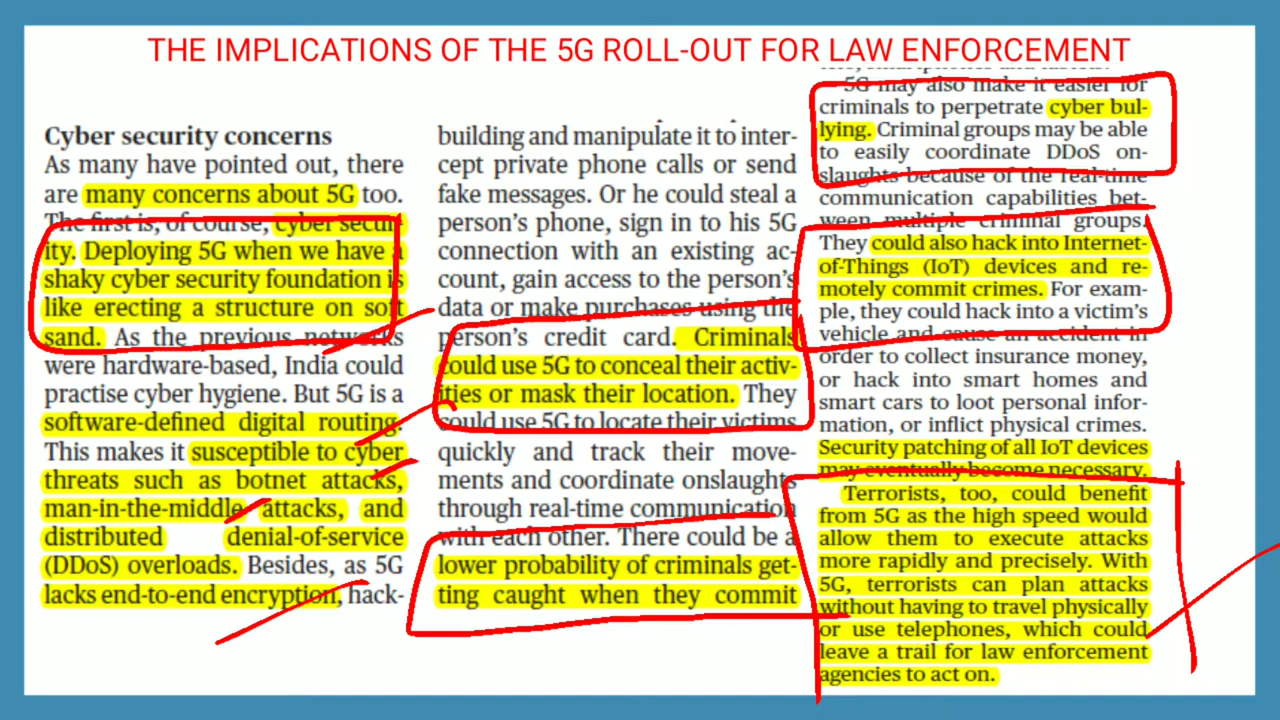 THE IMPLICATIONS OF THE 5G ROLL-OUT FOR LAW ENFORCEMENT
Cyber security concerns
As many have pointed out, there
are many concerns about 5G too.
The first is, of course, cyber secur-
ity. Deploying 5G when we have a
shaky cyber security foundation is
like erecting a structure on soft
sand. As the previous networks
were hardware-based, India could
practise cyber hygiene. But 5G is a
software-defined digital routing.
This makes it susceptible to cyber
threats such as botnet attacks,
man-in-the-middle attacks, and
distributed denial-of-service
(DDoS) overloads. Besides, as 5G
lacks end-to-end encryption, hack-
building and manipulate it to inter-
cept private phone calls or send
fake messages. Or he could steal a
person's phone, sign in to his 5G
connection with an existing ac-
count, gain access to the person's
data or make purchases using the
person's credit card. Criminals
could use 5G to conceal their activ-
ities or mask their location. They
could use 5G to locate their victims
quickly and track their move-
ments and coordinate onslaughts
through real-time communication
with each other. There could be a
lower probability of criminals get-
ting caught when they commit
5G may also make it easier for
criminals to perpetrate cyber bul-
lying. Criminal groups may be able
to easily coordinate DDoS on-
slaughts because of the real-time
communication capabilities bet-
ween multiple criminal groups.
They could also hack into Internet-
of-Things (IoT) devices and re-
motely commit crimes. For exam-
ple, they could hack into a victim's
vehicle and cause an accident in
order to collect insurance money,
or hack into smart homes and
smart cars to loot personal infor-
mation, or inflict physical crimes.
Security patching of all IoT devices
may eventually become necessary.
Terrorists, too, could benefit
from 5G as the high speed would
allow them to execute attacks
more rapidly and precisely. With
5G, terrorists can plan attacks
without having to travel physically
or use telephones, which could
leave a trail for law enforcement
agencies to act on.